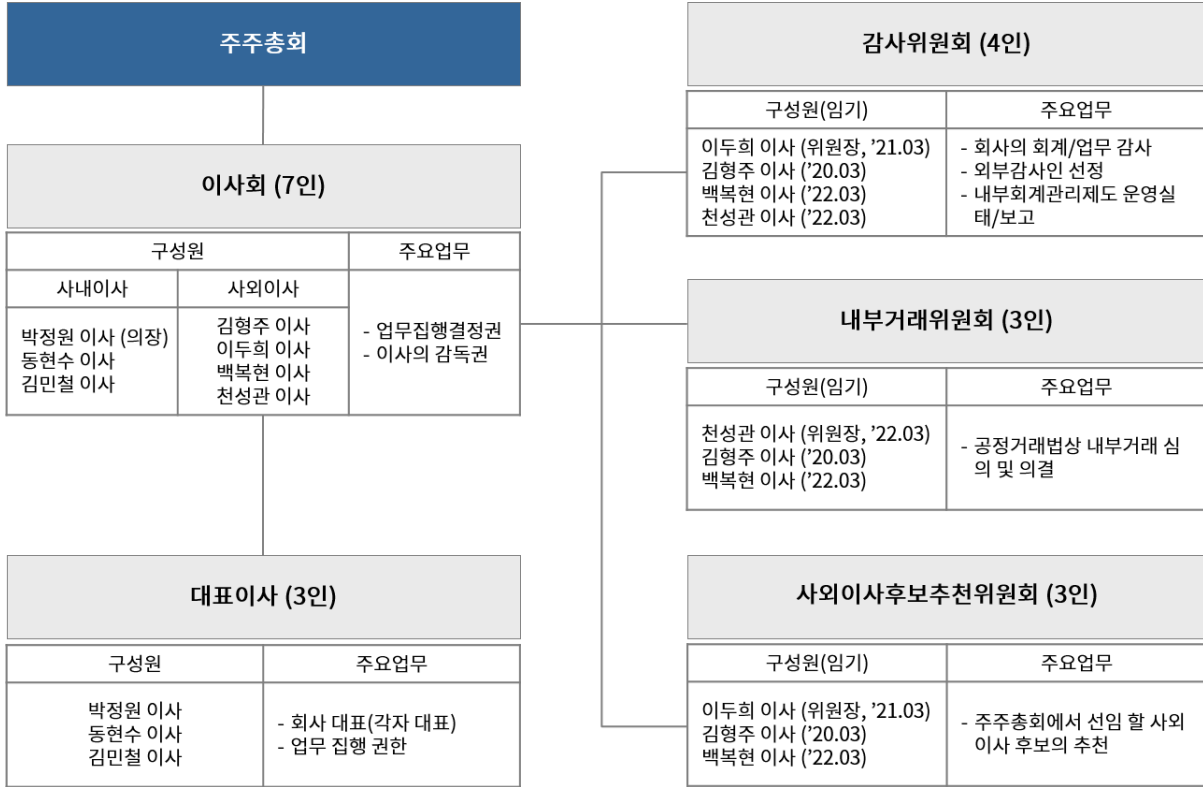 주주총회
이사회 (7인)
구성원
주요업무
사내이사
사외이사
박정원 이사 (의장)
동현수 이사
김민철 이사
김형주 이사
이두희 이사
백복현 이사
천성관 이사
- 업무집행결정권
- 이사의 감독권
대표이사 (3인)
구성원
주요업무
박정원 이사
동현수 이사
김민철 이사
- 회사 대표(각자 대표)
- 업무 집행 권한
감사위원회 (4인)
구성원(임기)
주요업무
이두희 이사 (위원장, ’21.03)
김형주 이사 (’20.03)
백복현 이사 (’22.03)
천성관 이사 (’22.03)
- 회사의 회계/업무 감사
- 외부감사인 선정
- 내부회계관리제도 운영실
태/보고
내부거래위원회 (3인)
구성원(임기)
주요업무
천성관 이사 (위원장, ’22.03)
김형주 이사 (’20.03)
백복현 이사 (’22.03)
- 공정거래법상 내부거래 심
의 및 의결
사외이사후보추천위원회 (3인)
구성원(임기)
주요업무
이두희 이사 (위원장, ’21.03)
김형주 이사 (’20.03)
백복현 이사 (’22.03)
- 주주총회에서 선임 할 사외
이사 후보의 추천